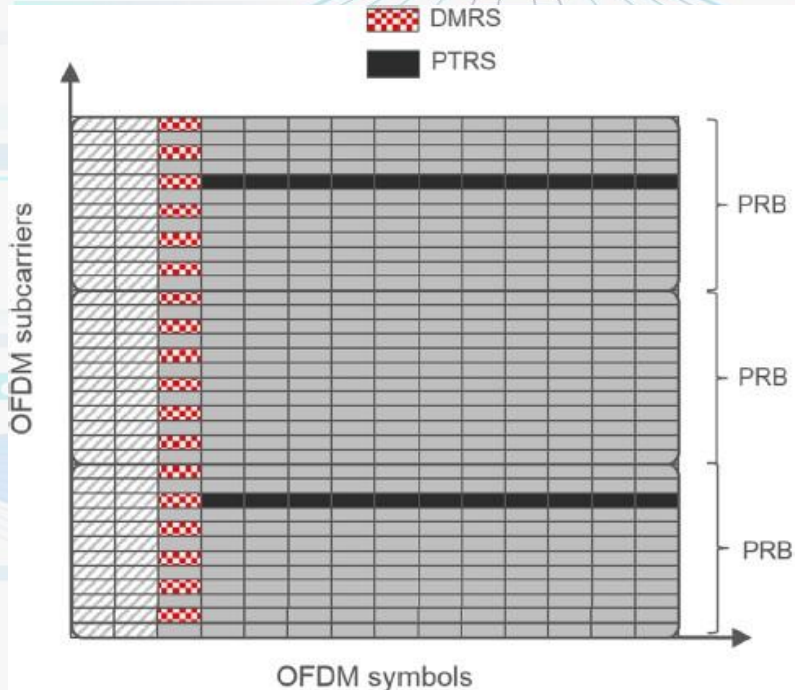 DMRS
PTRS
OFDM subcarriers
PRB
PRB
PRB
OFDM symbols